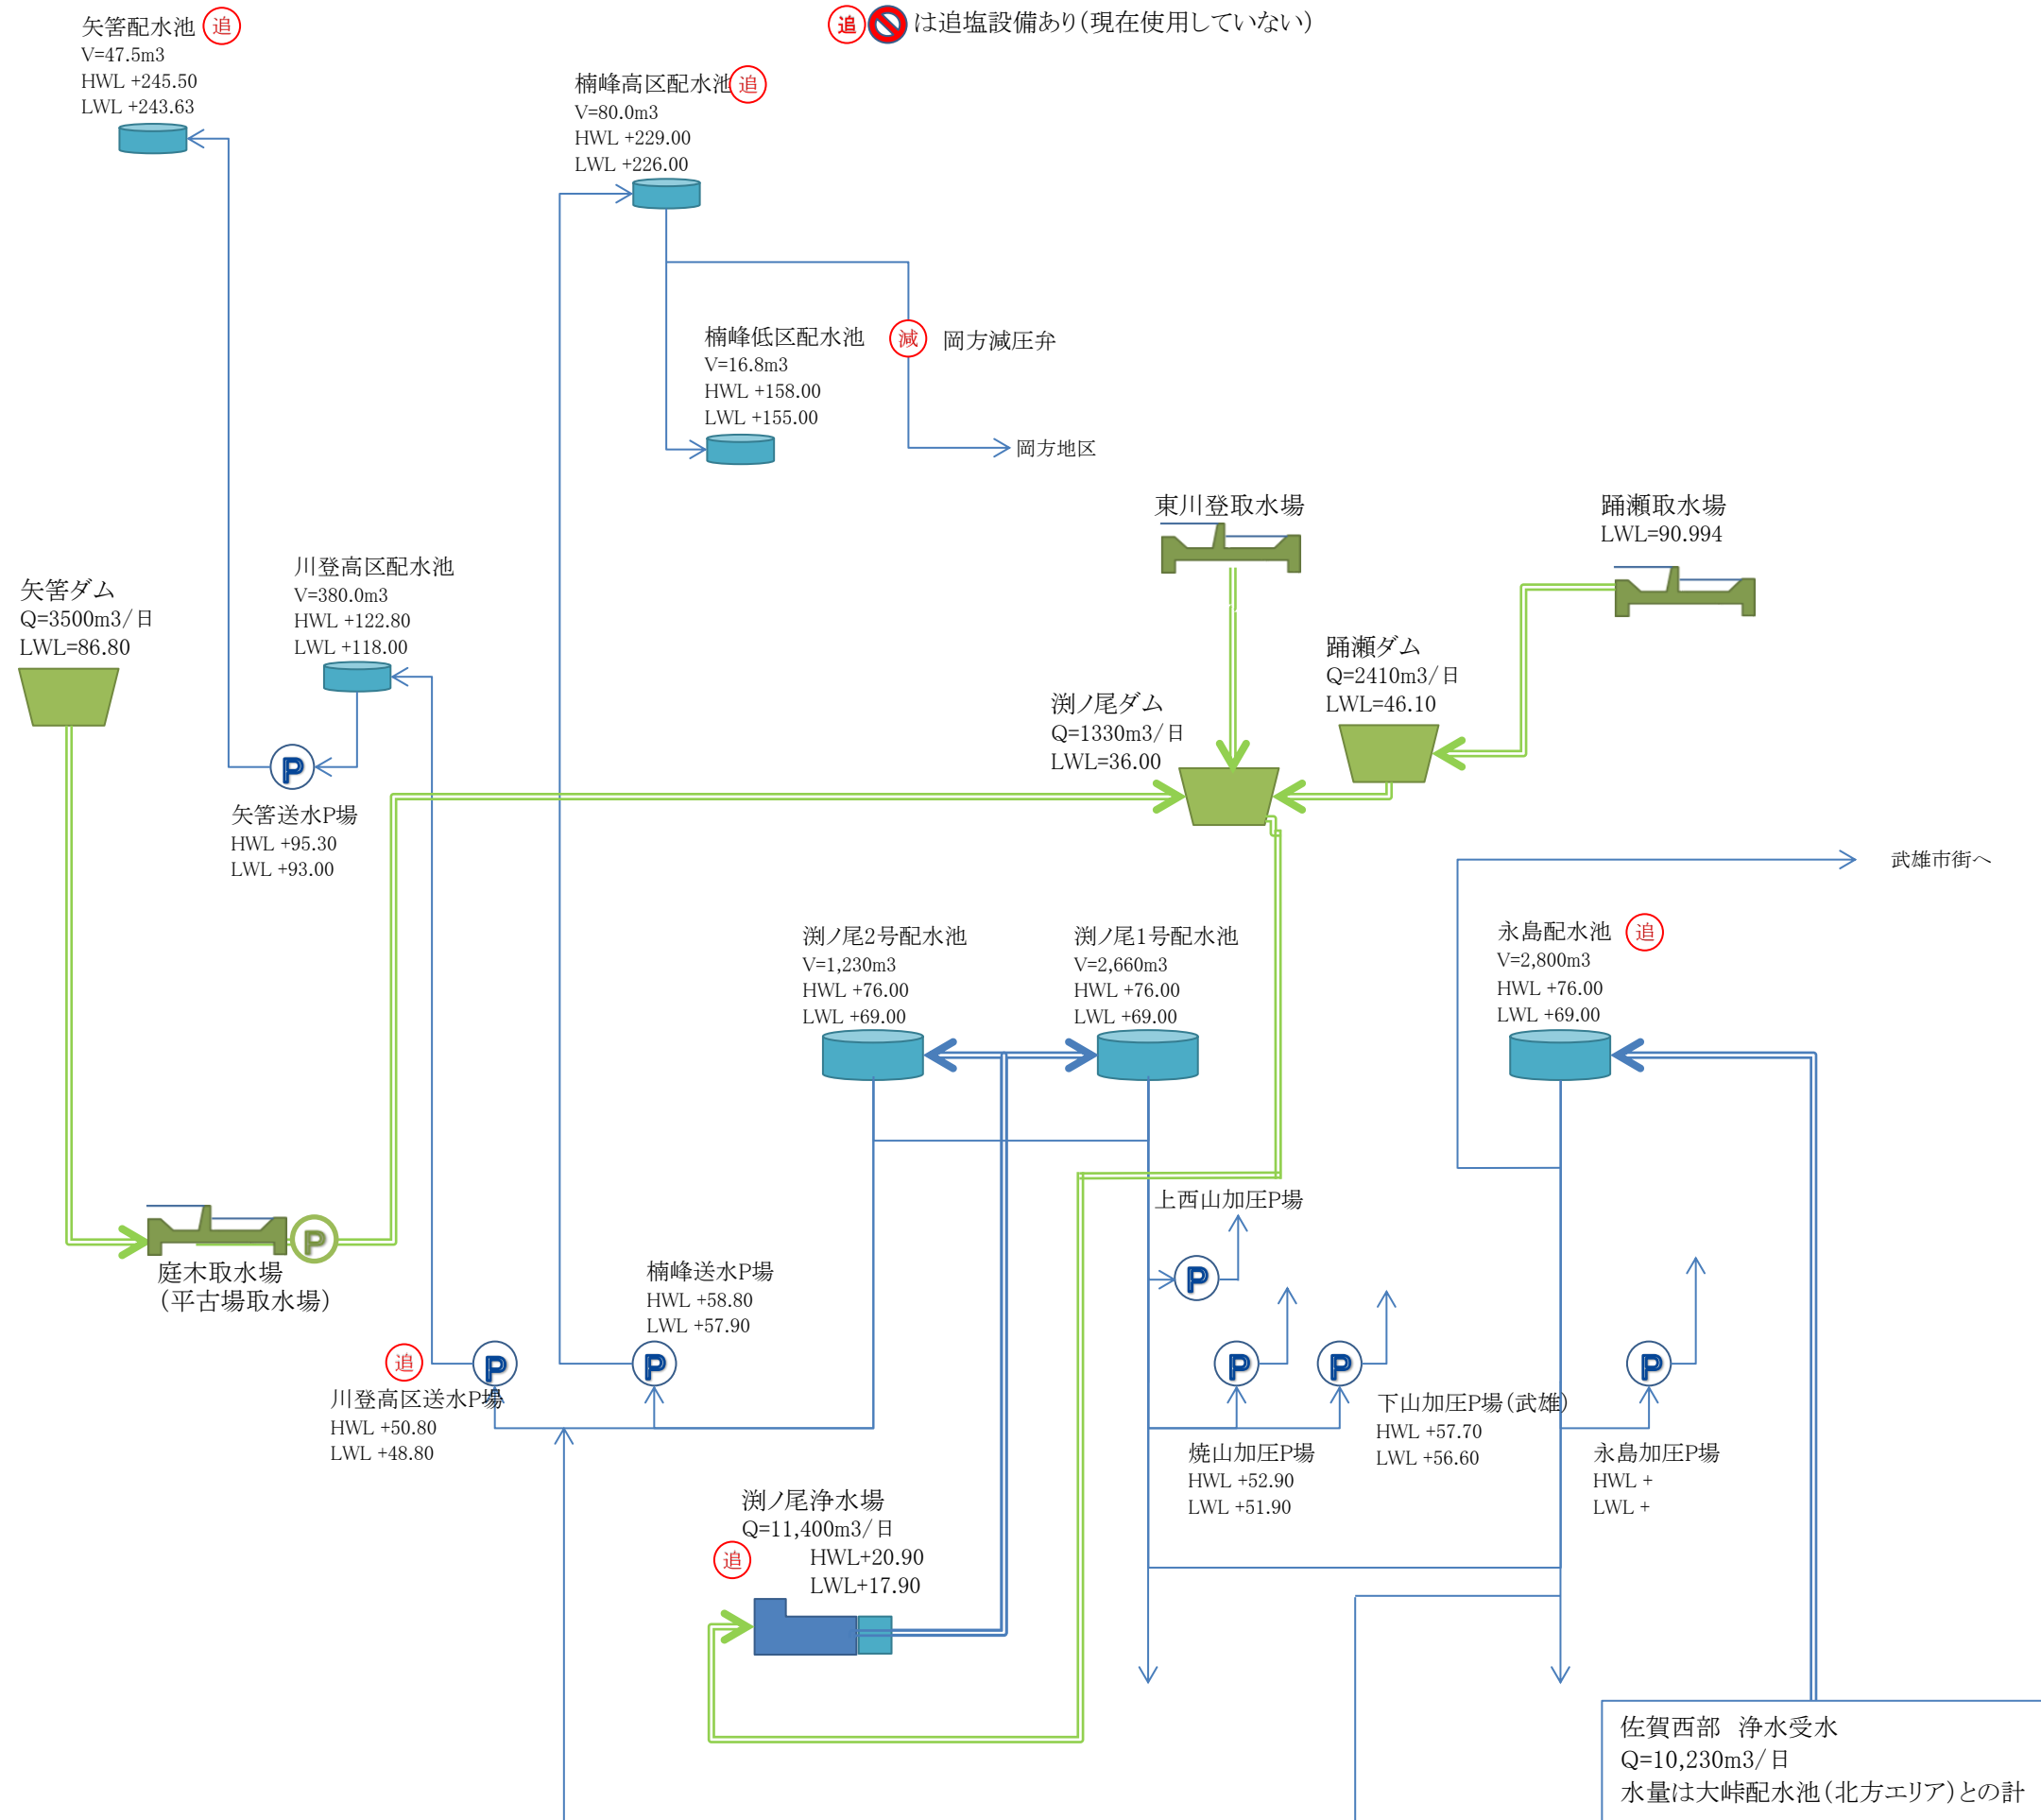 追 は追塩設備あり（現在使用していない）
矢筈配水池 追
V=47.5m3
HWL +245.50
LWL +243.63
楠峰高区配水池 追
V=80.0m3
HWL +229.00
LWL +226.00
楠峰低区配水池
V=16.8m3
HWL +158.00
LWL +155.00
減 岡方減圧弁
岡方地区
東川登取水場
踊瀬取水場
LWL=90.994
矢筈ダム
Q=3500m3/日
LWL=86.80
川登高区配水池
V=380.0m3
HWL +122.80
LWL +118.00
踊瀬ダム
Q=2410m3/日
LWL=46.10
渕ノ尾ダム
Q=1330m3/日
LWL=36.00
P
矢筈送水P場
HWL +95.30
LWL +93.00
武雄市街へ
渕ノ尾2号配水池
V=1,230m3
HWL +76.00
LWL +69.00
渕ノ尾1号配水池
V=2,660m3
HWL +76.00
LWL +69.00
永島配水池 追
V=2,800m3
HWL +76.00
LWL +69.00
P
庭木取水場
（平古場取水場）
上西山加圧P場
P
楠峰送水P場
HWL +58.80
LWL +57.90
P
追 P
川登高区送水P場
HWL +50.80
LWL +48.80
P
焼山加圧P場
HWL +52.90
LWL +51.90
P
下山加圧P場（武雄）
HWL +57.70
LWL +56.60
P
永島加圧P場
HWL +
LWL +
渕ノ尾浄水場
Q=11,400m3/日
追
HWL+20.90
LWL+17.90
佐賀西部 浄水受水
Q=10,230m3/日
水量は大峠配水池（北方エリア）との計